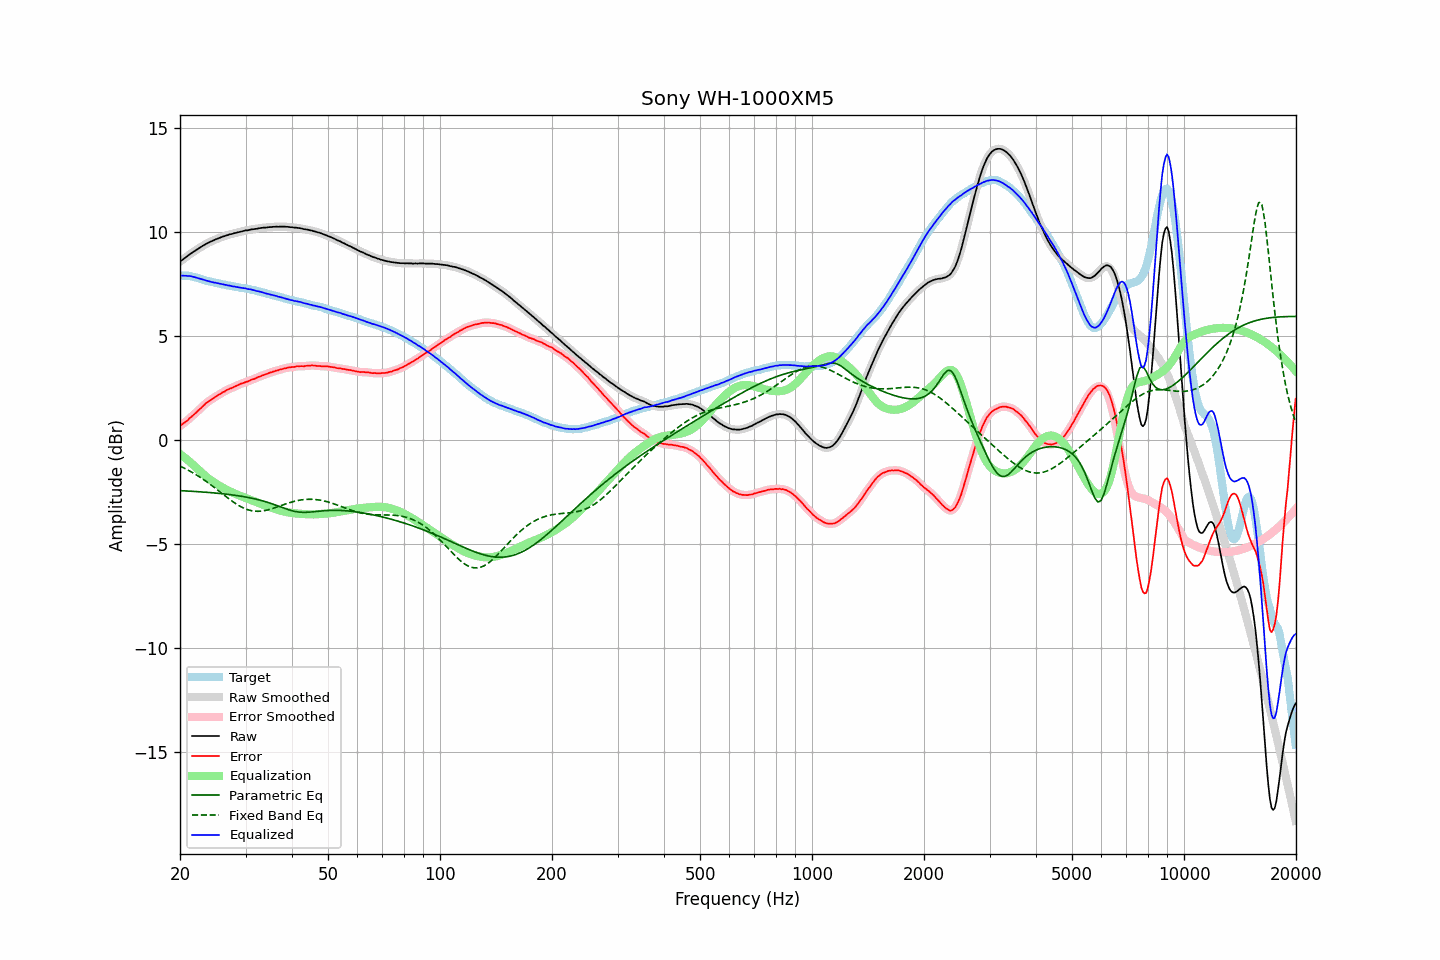 Sony WH-1000XM5
Amplitude (dBr)
15
10
5
0
−5
−10
−15
Target
Raw Smoothed
Error Smoothed
Raw
Error
Equalization
Parametric Eq
Fixed Band Eq
Equalized
20 50 100 200 500 1000 2000 5000 10000 20000
Frequency (Hz)